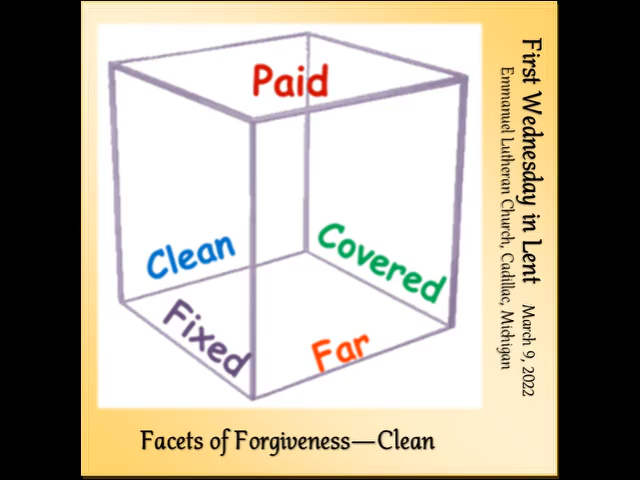 Paid
Clean
Covered
Fixed
Far
Facets of Forgiveness—Clean
First Wednesday in Lent March 9, 2022
Emmanuel Lutheran Church, Cadillac, Michigan